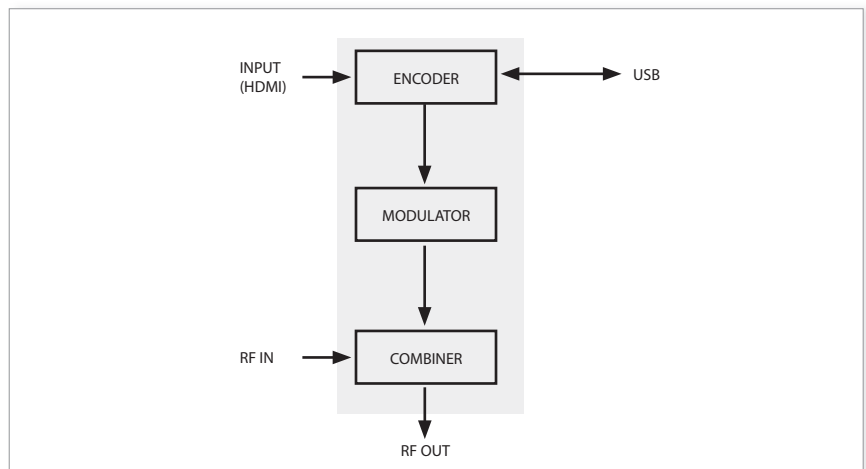 INPUT
(HDMI)
ENCODER
USB
MODULATOR
RF IN
COMBINER
RF OUT